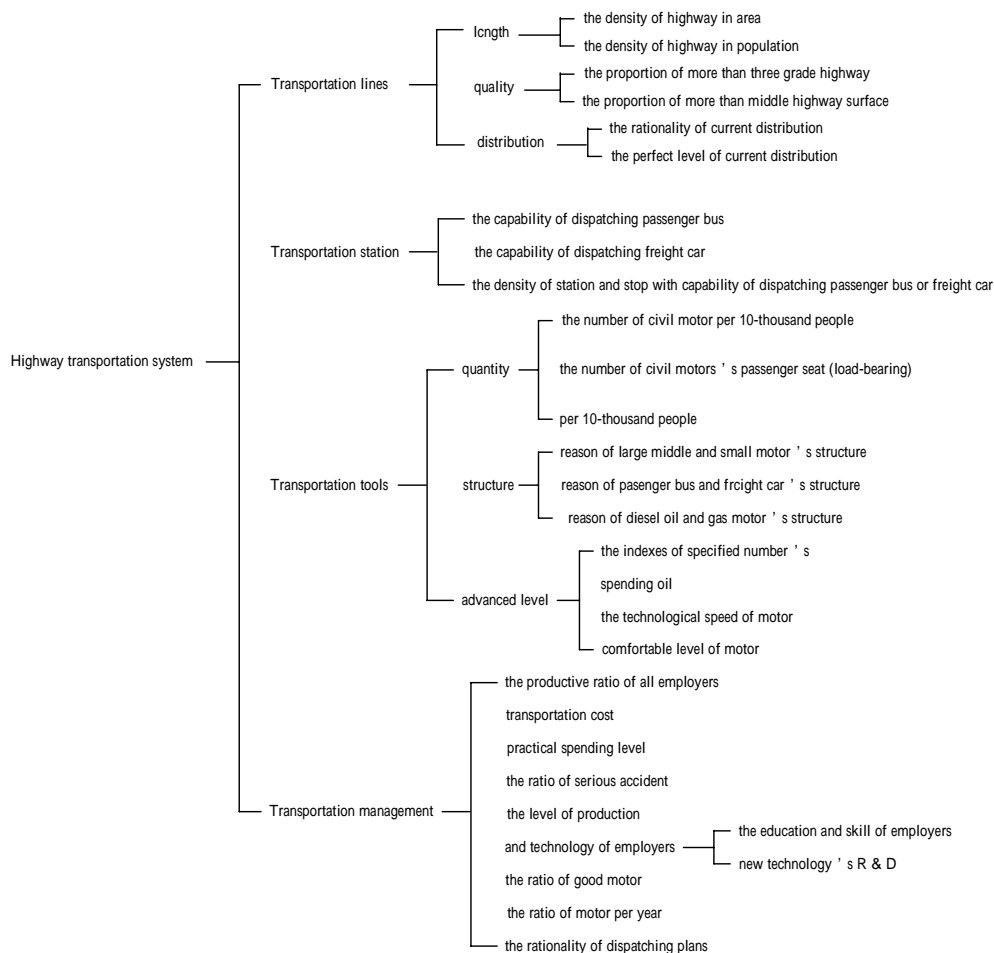 Highway transportation system
Transportation lines
lcngth
the density of highway in area
the density of highway in population
quality
the proportion of more than three grade highway
the proportion of more than middle highway surface
distribution
the rationality of current distribution
the perfect level of current distribution
Transportation station
the capability of dispatching passenger bus
the capability of dispatching freight car
the density of station and stop with capability of dispatching passenger bus or freight car
Transportation tools
quantity
the number of civil motor per 10-thousand people
the number of civil motors ’ s passenger seat (load-bearing)
per 10-thousand people
structure
reason of large middle and small motor ’ s structure
reason of pasenger bus and frcight car ’ s structure
reason of diesel oil and gas motor ’ s structure
advanced level
the indexes of specified number ’ s
spending oil
the technological speed of motor
comfortable level of motor
Transportation management
the productive ratio of all employers
transportation cost
practical spending level
the ratio of serious accident
the level of production
and technology of employers
the education and skill of employers
new technology ’ s R & D
the ratio of good motor
the ratio of motor per year
the rationality of dispatching plans